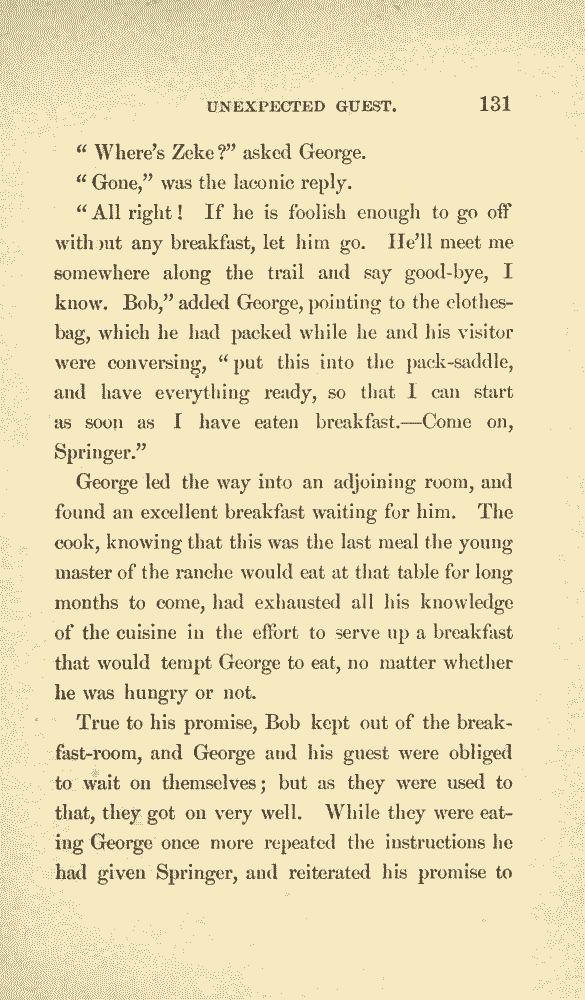 UNEXPECTED GUEST. 131
“Where's Zeke?” asked George.
“Gone,” was the laconic reply.
“All right! If he is foolish enough to go off
without any breakfast, let him go. He'll meet me
somewhere along the trail and say good-bye, I
know. Bob,” added George, pointing to the clothes-
bag, which he had packed while he and his visitor
were conversing, “put this into the pack-saddle,
and have everything ready, so that I can start
as soon as I have eaten breakfast.—Come on,
Springer.”
George led the way into an adjoining room, and
found an excellent breakfast waiting for him. The
cook, knowing that this was the last meal the young
master of the ranche would eat at that table for long
months to come, had exhausted all his knowledge
of the cuisine in the effort to serve up a breakfast
that would tempt George to eat, no matter whether
he was hungry or not.
True to his promise, Bob kept out of the break-
fast-room, and George and his guest were obliged
to wait on themselves; but as they were used to
that, they got on very well. While they were eat-
ing George once more repeated the instructions he
had given Springer, and reiterated his promise to